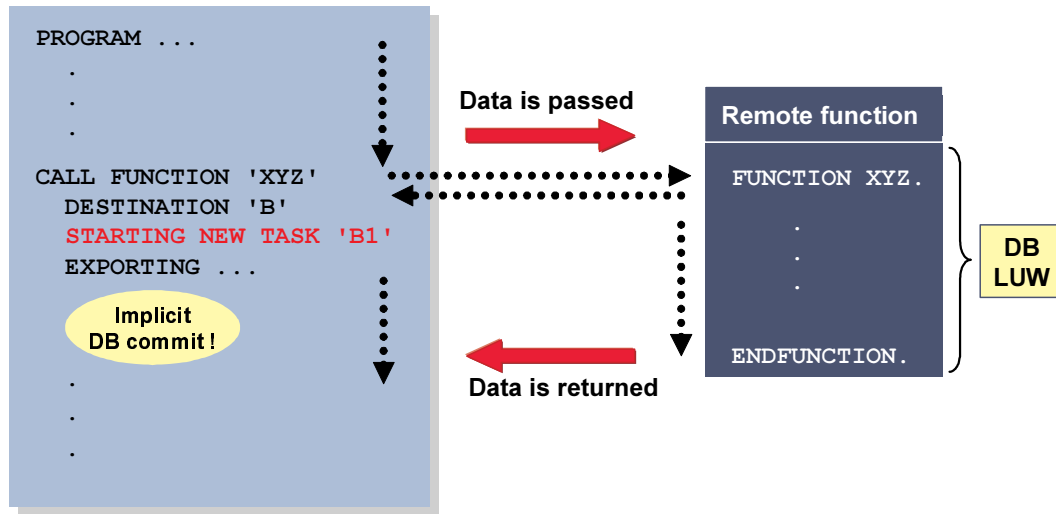 PROGRAM ...
.
.
.
CALL FUNCTION 'XYZ'
DESTINATION 'B'
STARTING NEW TASK 'B1'
EXPORTING ...
Implicit
DB commit !
.
.
.
Data is passed
Data is returned
Remote function
FUNCTION XYZ.
.
.
.
ENDFUNCTION.
DB
LUW